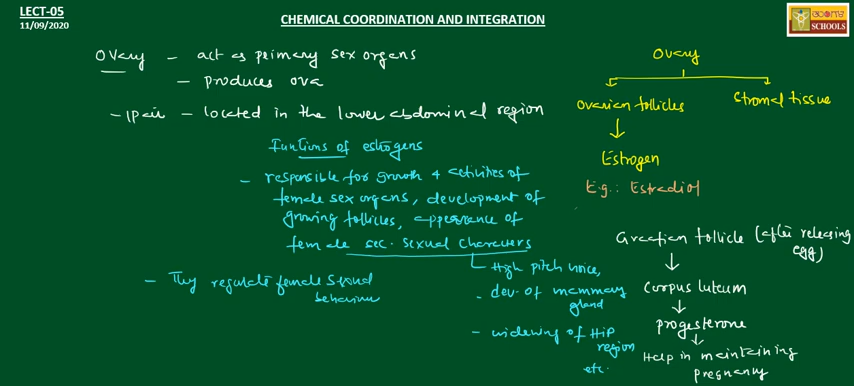 LECT-05
11/09/2020
CHEMICAL COORDINATION AND INTEGRATION
SCHOOLS
Ovary - act as primary sex organs
- produces ova
- 1pair - located in the lower abdominal region
Funtions of estrogens
- responsible for growth & activities of
female sex organs, development of
growing follicles, appearance of
female sec. sexual characters
High pitch voice,
- dev. of mammary
gland
- widening of Hip
region
etc.
- They regulate female sexual
behaviour
Ovary
Ovarian follicles
Stromal tissue
Estrogen
E.g.: Estradiol
Graafian follicle (after releasing
egg)
Corpus luteum
progesterone
Help in maintaining
pregnancy